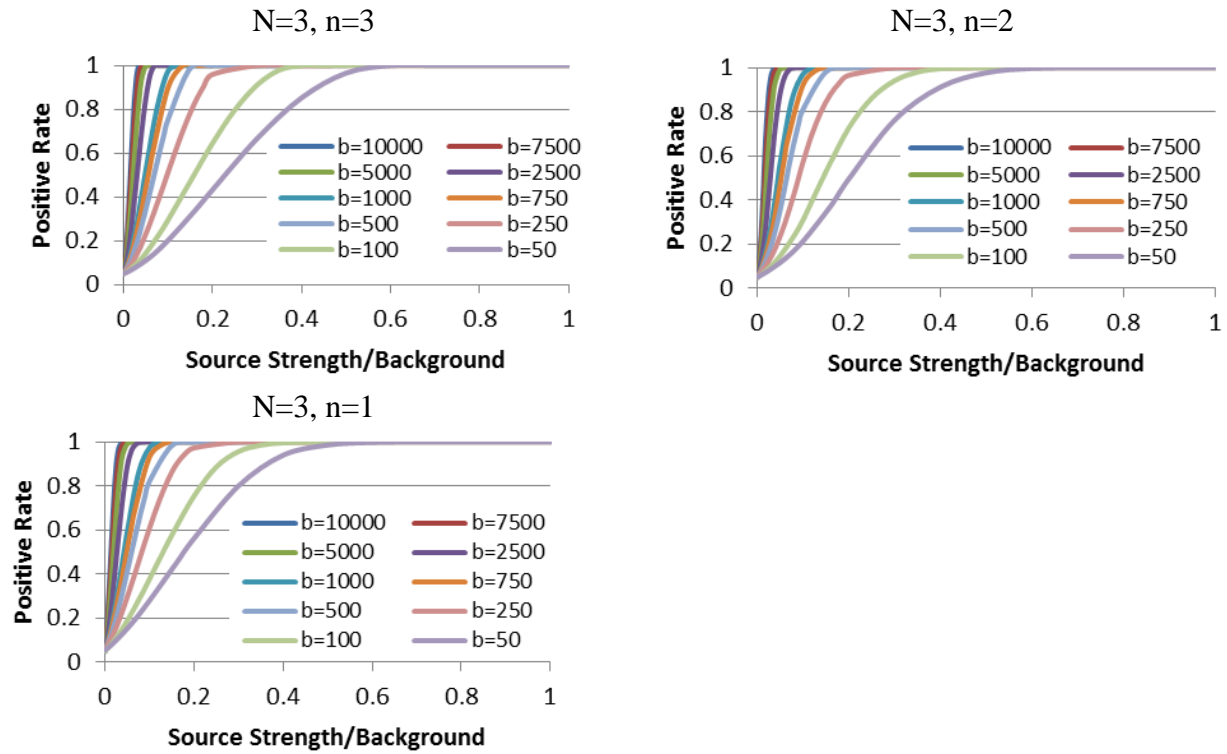 N=3, n=3
1
0.8
0.6
0.4
0.2
0
Positive Rate
b=10000 b=7500
b=5000 b=2500
b=1000 b=750
b=500 b=250
b=100 b=50
0 0.2 0.4 0.6 0.8 1
Source Strength/Background
N=3, n=2
1
0.8
0.6
0.4
0.2
0
Positive Rate
b=10000 b=7500
b=5000 b=2500
b=1000 b=750
b=500 b=250
b=100 b=50
0 0.2 0.4 0.6 0.8 1
Source Strength/Background
N=3, n=1
1
0.8
0.6
0.4
0.2
0
Positive Rate
b=10000 b=7500
b=5000 b=2500
b=1000 b=750
b=500 b=250
b=100 b=50
0 0.2 0.4 0.6 0.8 1
Source Strength/Background